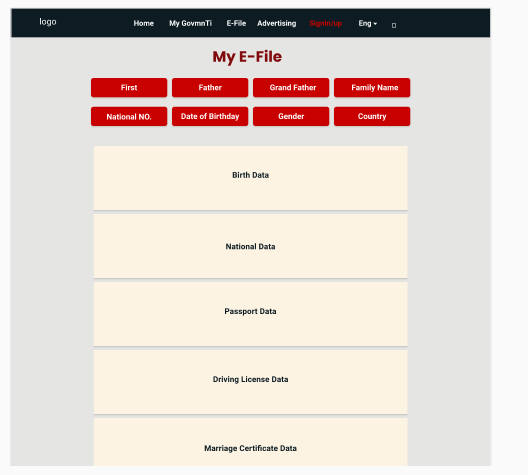 logo Home My GovmnTi E-File Advertising SignIn/up Eng
My E-File
First Father Grand Father Family Name
National NO. Date of Birthday Gender Country
Birth Data
National Data
Passport Data
Driving License Data
Marriage Certificate Data